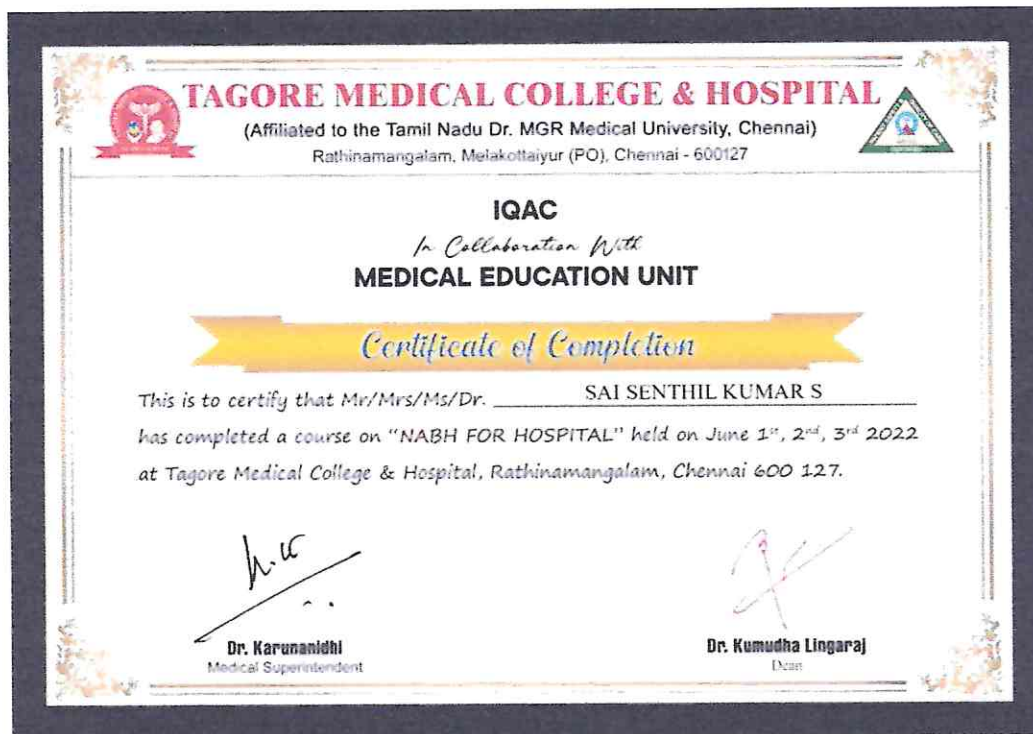 TAGORE MEDICAL COLLEGE & HOSPITAL
(Affiliated to the Tamil Nadu Dr. MGR Medical University, Chennai)
Rathinamangalam, Melakottaiyur (PO), Chennai - 600127
IQAC
In Collaboration With
MEDICAL EDUCATION UNIT
Certificate of Completion
This is to certify that Mr/Mrs/Ms/Dr. SAI SENTHIL KUMAR S
has completed a course on “NABH FOR HOSPITAL” held on June 1st, 2nd, 3rd 2022
at Tagore Medical College & Hospital, Rathinamangalam, Chennai 600 127.
Dr. Karunanidhi
Medical Superintendent
Dr. Kumudha Lingaraj
Dean